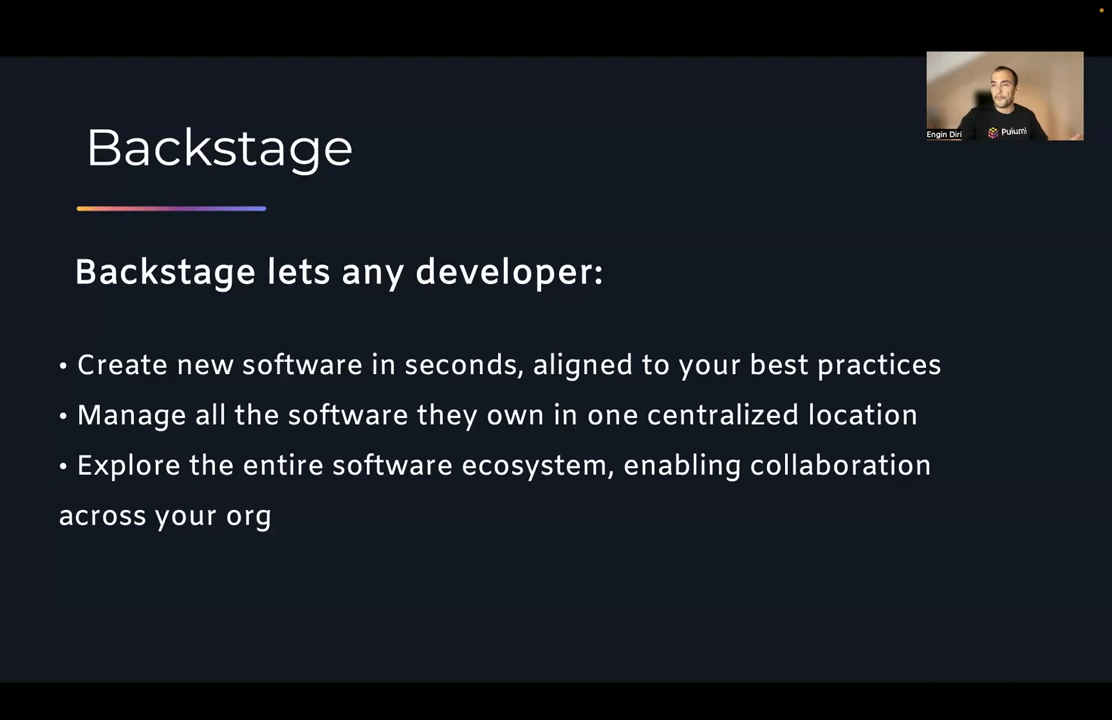 Backstage
Pulumi
Engin Diri
Backstage lets any developer:
• Create new software in seconds, aligned to your best practices
• Manage all the software they own in one centralized location
• Explore the entire software ecosystem, enabling collaboration
across your org